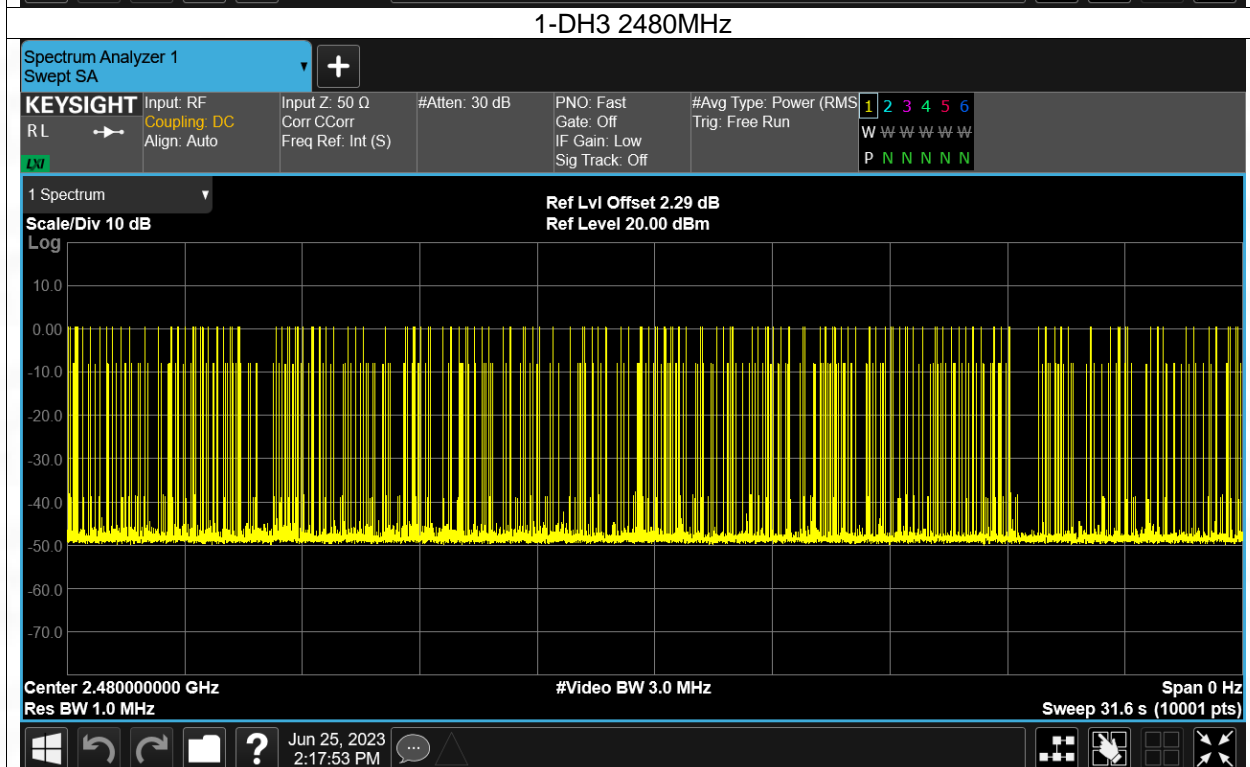 1-DH3 2480MHz
Spectrum Analyzer 1
Swept SA
KEYSIGHT
R L
LXI
Input: RF
Coupling: DC
Align: Auto
Input Z: 50 Ω
Corr CCorr
Freq Ref: Int (S)
#Atten: 30 dB
PNO: Fast
Gate: Off
IF Gain: Low
Sig Track: Off
#Avg Type: Power (RMS
Trig: Free Run
1 2 3 4 5 6
W W W W W W
P N N N N N
1 Spectrum
Scale/Div 10 dB
Log
Ref Lvl Offset 2.29 dB
Ref Level 20.00 dBm
10.0
0.00
-10.0
-20.0
-30.0
-40.0
-50.0
-60.0
-70.0
Center 2.480000000 GHz
Res BW 1.0 MHz
#Video BW 3.0 MHz
Span 0 Hz
Sweep 31.6 s (10001 pts)
Jun 25, 2023
2:17:53 PM